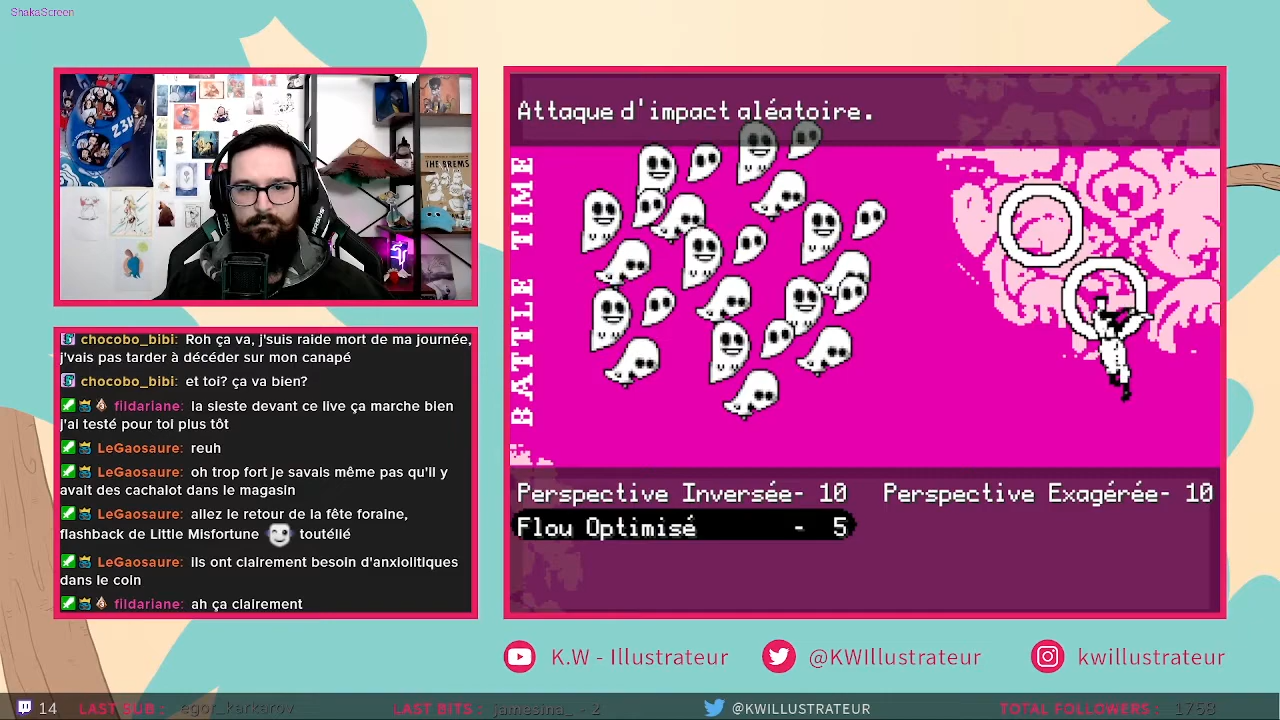 ShakaScreen
THE BREMS
Attaque d'impact aléatoire.
BATTLE TIME
Perspective Inversée- 10 Perspective Exagérée- 10
Flou Optimisé - 5
chocobo_bibi: Roh ça va, j'suis raide mort de ma journée,
j'vais pas tarder à décéder sur mon canapé
chocobo_bibi: et toi? ça va bien?
fildariane: la sieste devant ce live ça marche bien
j'ai testé pour toi plus tôt
LeGaosaure: reuh
LeGaosaure: oh trop fort je savais même pas qu'il y
avait des cachalot dans le magasin
LeGaosaure: allez le retour de la fête foraine,
flashback de Little Misfortune toutélié
LeGaosaure: ils ont clairement besoin d'anxiolitiques
dans le coin
fildariane: ah ça clairement
K.W - Illustrateur @KWIllustrateur kwillustrateur
14 LAST SUB : egor_karkarov LAST BITS : jamesina_ - 2 @KWILLUSTRATEUR TOTAL FOLLOWERS : 1758